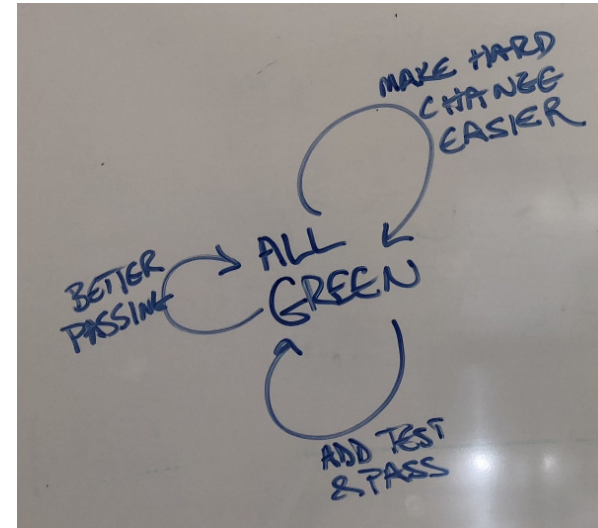 MAKE HARD
CHANGE
EASIER
ALL
GREEN
BETTER
PASSING
ADD TEST
& PASS